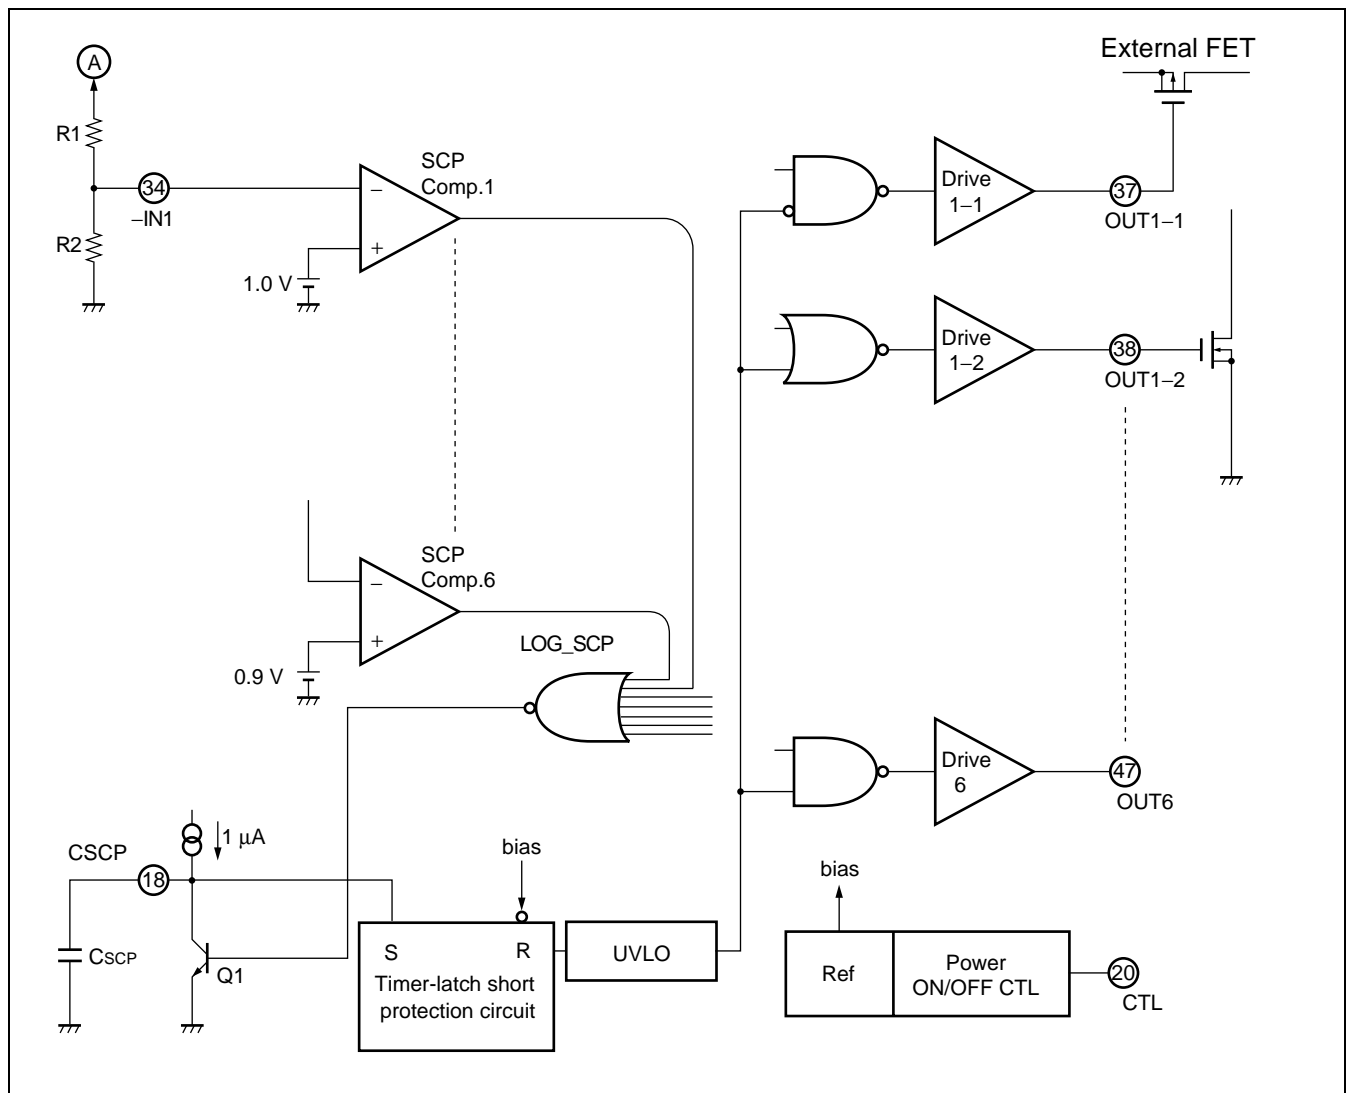 External FET
A
R1
SCP
Comp.1
−
34
−IN1
Drive
1−1
37
OUT1−1
R2
+
1.0 V
Drive
1−2
38
OUT1−2
SCP
Comp.6
−
+
0.9 V
LOG_SCP
Drive
6
47
OUT6
1 μA
CSCP
18
bias
bias
CSCP
Q1
S
R
Timer-latch short
protection circuit
UVLO
Ref
Power
ON/OFF CTL
20
CTL